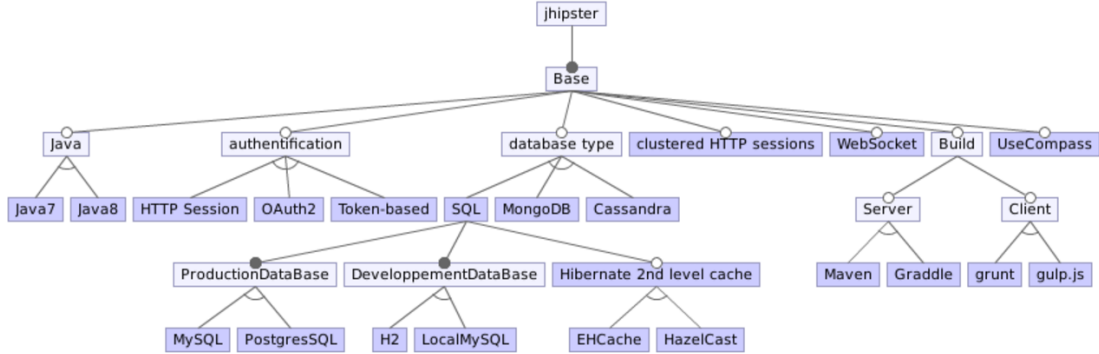 jhipster
Base
Java
authentification
database type
clustered HTTP sessions
WebSocket
Build
UseCompass
Java7
Java8
HTTP Session
OAuth2
Token-based
SQL
MongoDB
Cassandra
Server
Client
ProductionDataBase
DeveloppementDataBase
Hibernate 2nd level cache
Maven
Graddle
grunt
gulp.js
MySQL
PostgresSQL
H2
LocalMySQL
EHCache
HazelCast